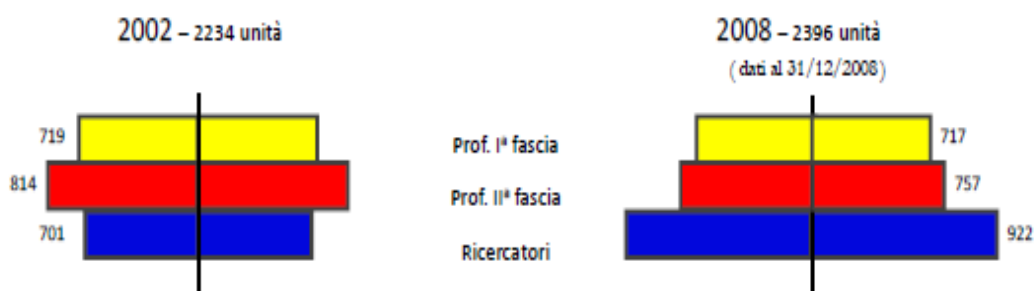 2002 – 2234 unità
2008 – 2396 unità
( dati al 31/12/2008)
719
Prof. Iª fascia
717
814
Prof. IIª fascia
757
701
Ricercatori
922